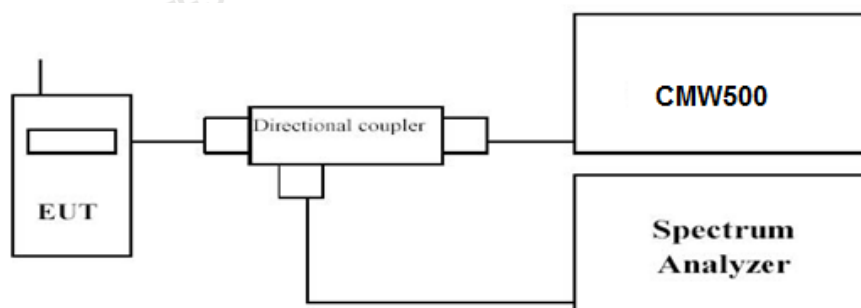 EUT
Directional coupler
CMW500
Spectrum
Analyzer